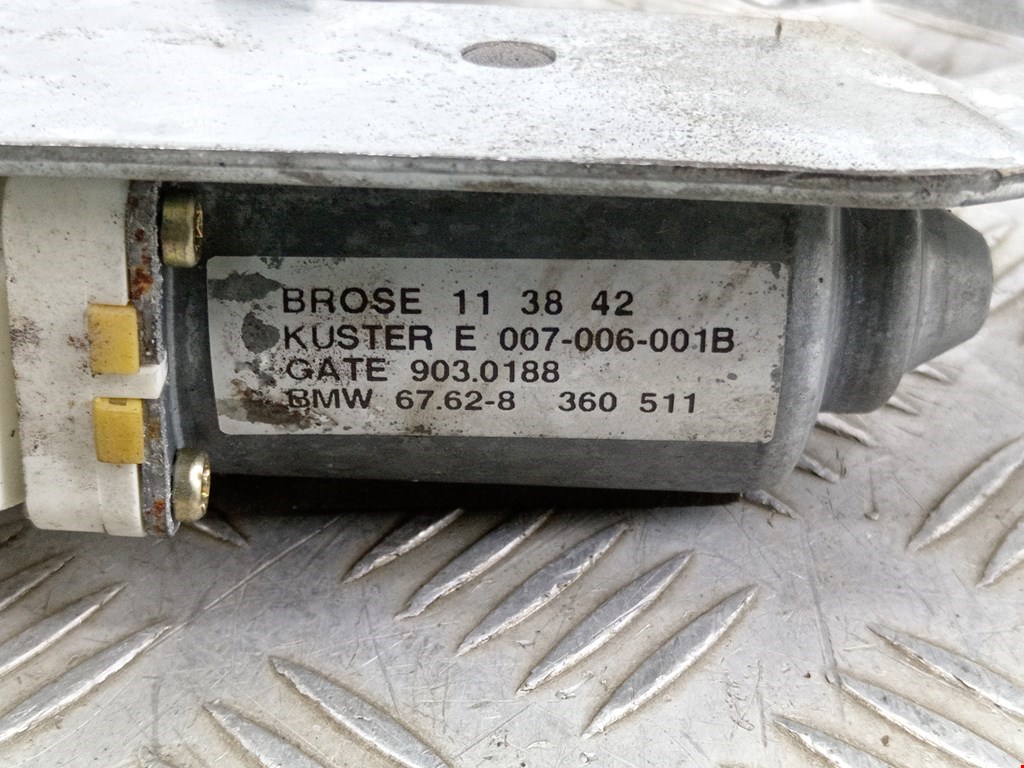 BROSE 11 38 42
KUSTER E 007-006-001B
GATE 903.0188
BMW 67.62-8 360 511